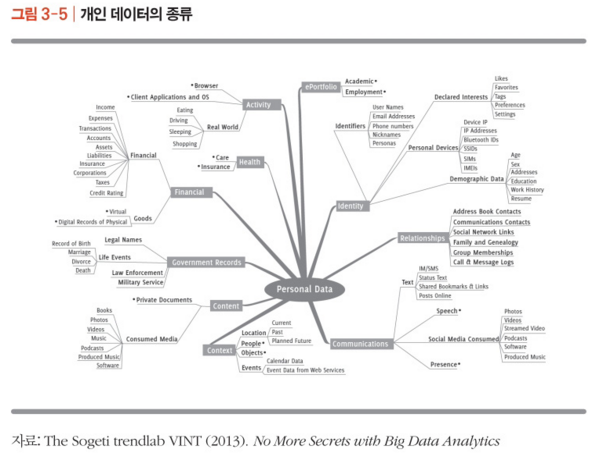 그림 3-5 | 개인 데이터의 종류
Personal Data
ePortfolio
Academic
Employment
Activity
Browser
Client Applications and OS
Real World
Eating
Driving
Sleeping
Shopping
Health
Care
Insurance
Financial
Financial
Income
Expenses
Transactions
Accounts
Assets
Liabilities
Insurance
Corporations
Taxes
Credit Rating
Goods
Virtual
Digital Records of Physical
Government Records
Legal Names
Life Events
Record of Birth
Marriage
Divorce
Death
Law Enforcement
Military Service
Content
Private Documents
Consumed Media
Books
Photos
Videos
Music
Podcasts
Produced Music
Software
Context
Location
Current
Past
Planned Future
People
Objects
Events
Calendar Data
Event Data from Web Services
Identity
Identifiers
User Names
Email Addresses
Phone numbers
Nicknames
Personas
Declared Interests
Likes
Favorites
Tags
Preferences
Settings
Personal Devices
Device IP
IP Addresses
Bluetooth IDs
SSIDs
SIMs
IMDIs
Demographic Data
Age
Sex
Addresses
Education
Work History
Resume
Relationships
Address Book Contacts
Communications Contacts
Social Network Links
Family and Genealogy
Group Memberships
Call & Message Logs
Communications
Text
IM/SMS
Status Text
Shared Bookmarks & Links
Posts Online
Speech
Social Media Consumed
Photos
Videos
Streamed Video
Podcasts
Software
Produced Music
Presence
자료: The Sogeti trendlab VINT (2013). No More Secrets with Big Data Analytics